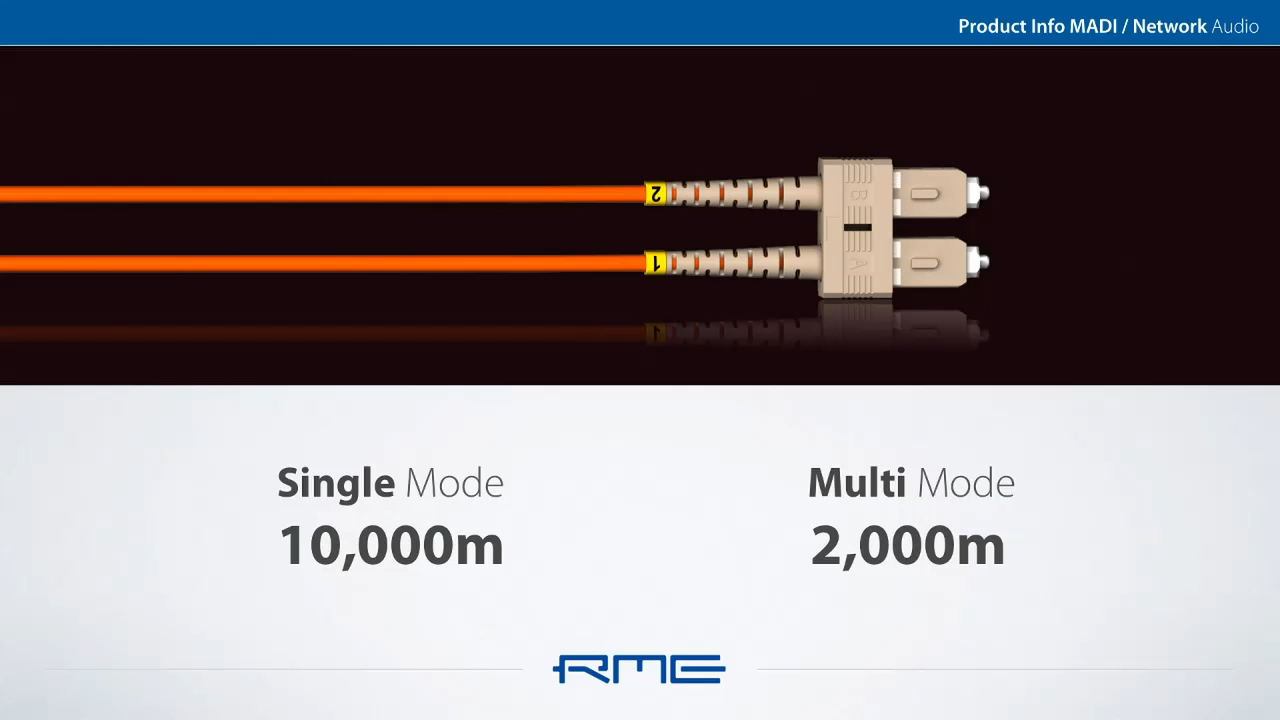 Product Info MADI / Network Audio
2
B
1
A
Single Mode
10,000m
Multi Mode
2,000m
RME